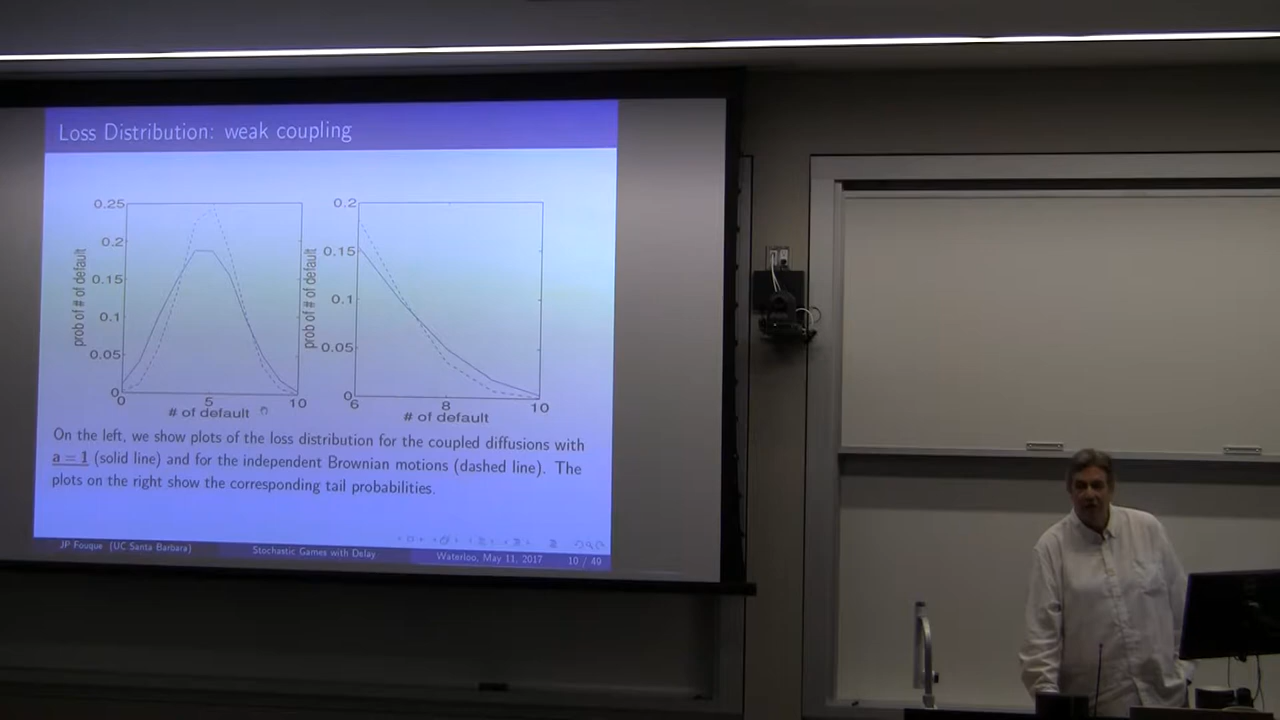 Loss Distribution: weak coupling
0.25
0.2
0.15
0.1
0.05
0
0
5
10
prob of # of default
# of default
0.2
0.15
0.1
0.05
0
6
8
10
prob of # of default
# of default
On the left, we show plots of the loss distribution for the coupled diffusions with
a = 1 (solid line) and for the independent Brownian motions (dashed line). The
plots on the right show the corresponding tail probabilities.
JP Fouque (UC Santa Barbara)
Stochastic Games with Delay
Waterloo, May 11, 2017
10 / 49